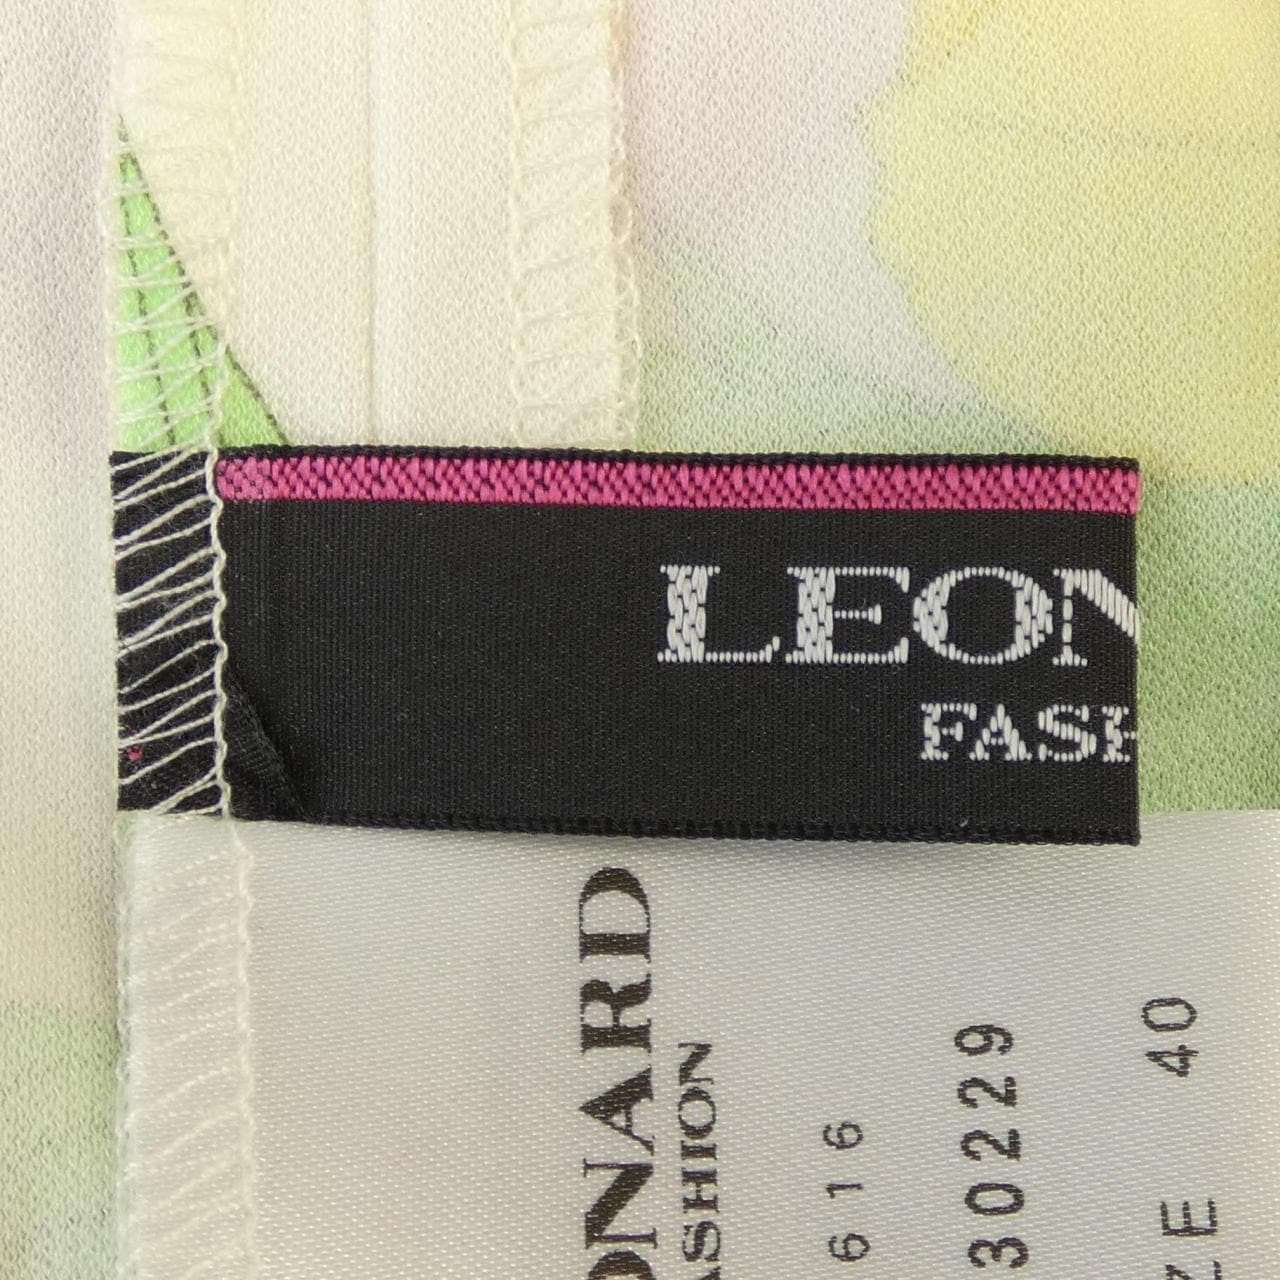 LEON
FASH
ONARD
ASHION
616
30229
ZE 40